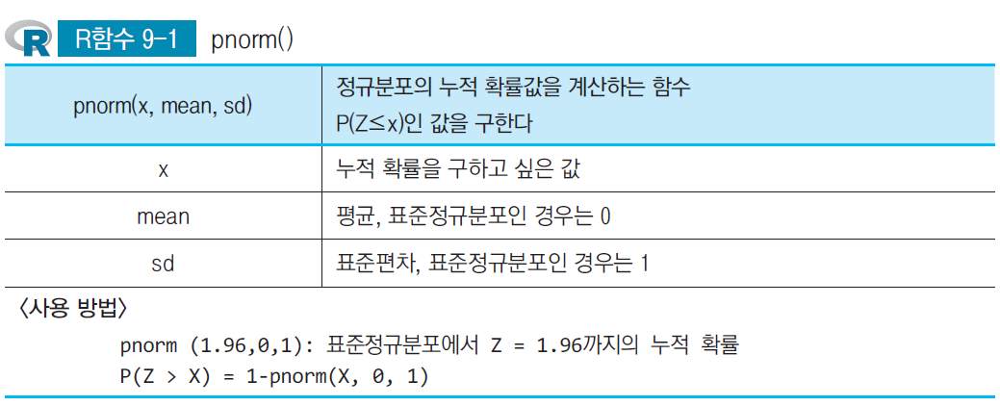 R R함수 9-1 pnorm()
pnorm(x, mean, sd)
정규분포의 누적 확률값을 계산하는 함수
P(Z≤x)인 값을 구한다
x 누적 확률을 구하고 싶은 값
mean 평균, 표준정규분포인 경우는 0
sd 표준편차, 표준정규분포인 경우는 1
〈사용 방법〉
pnorm (1.96,0,1): 표준정규분포에서 Z = 1.96까지의 누적 확률
P(Z > X) = 1-pnorm(X, 0, 1)